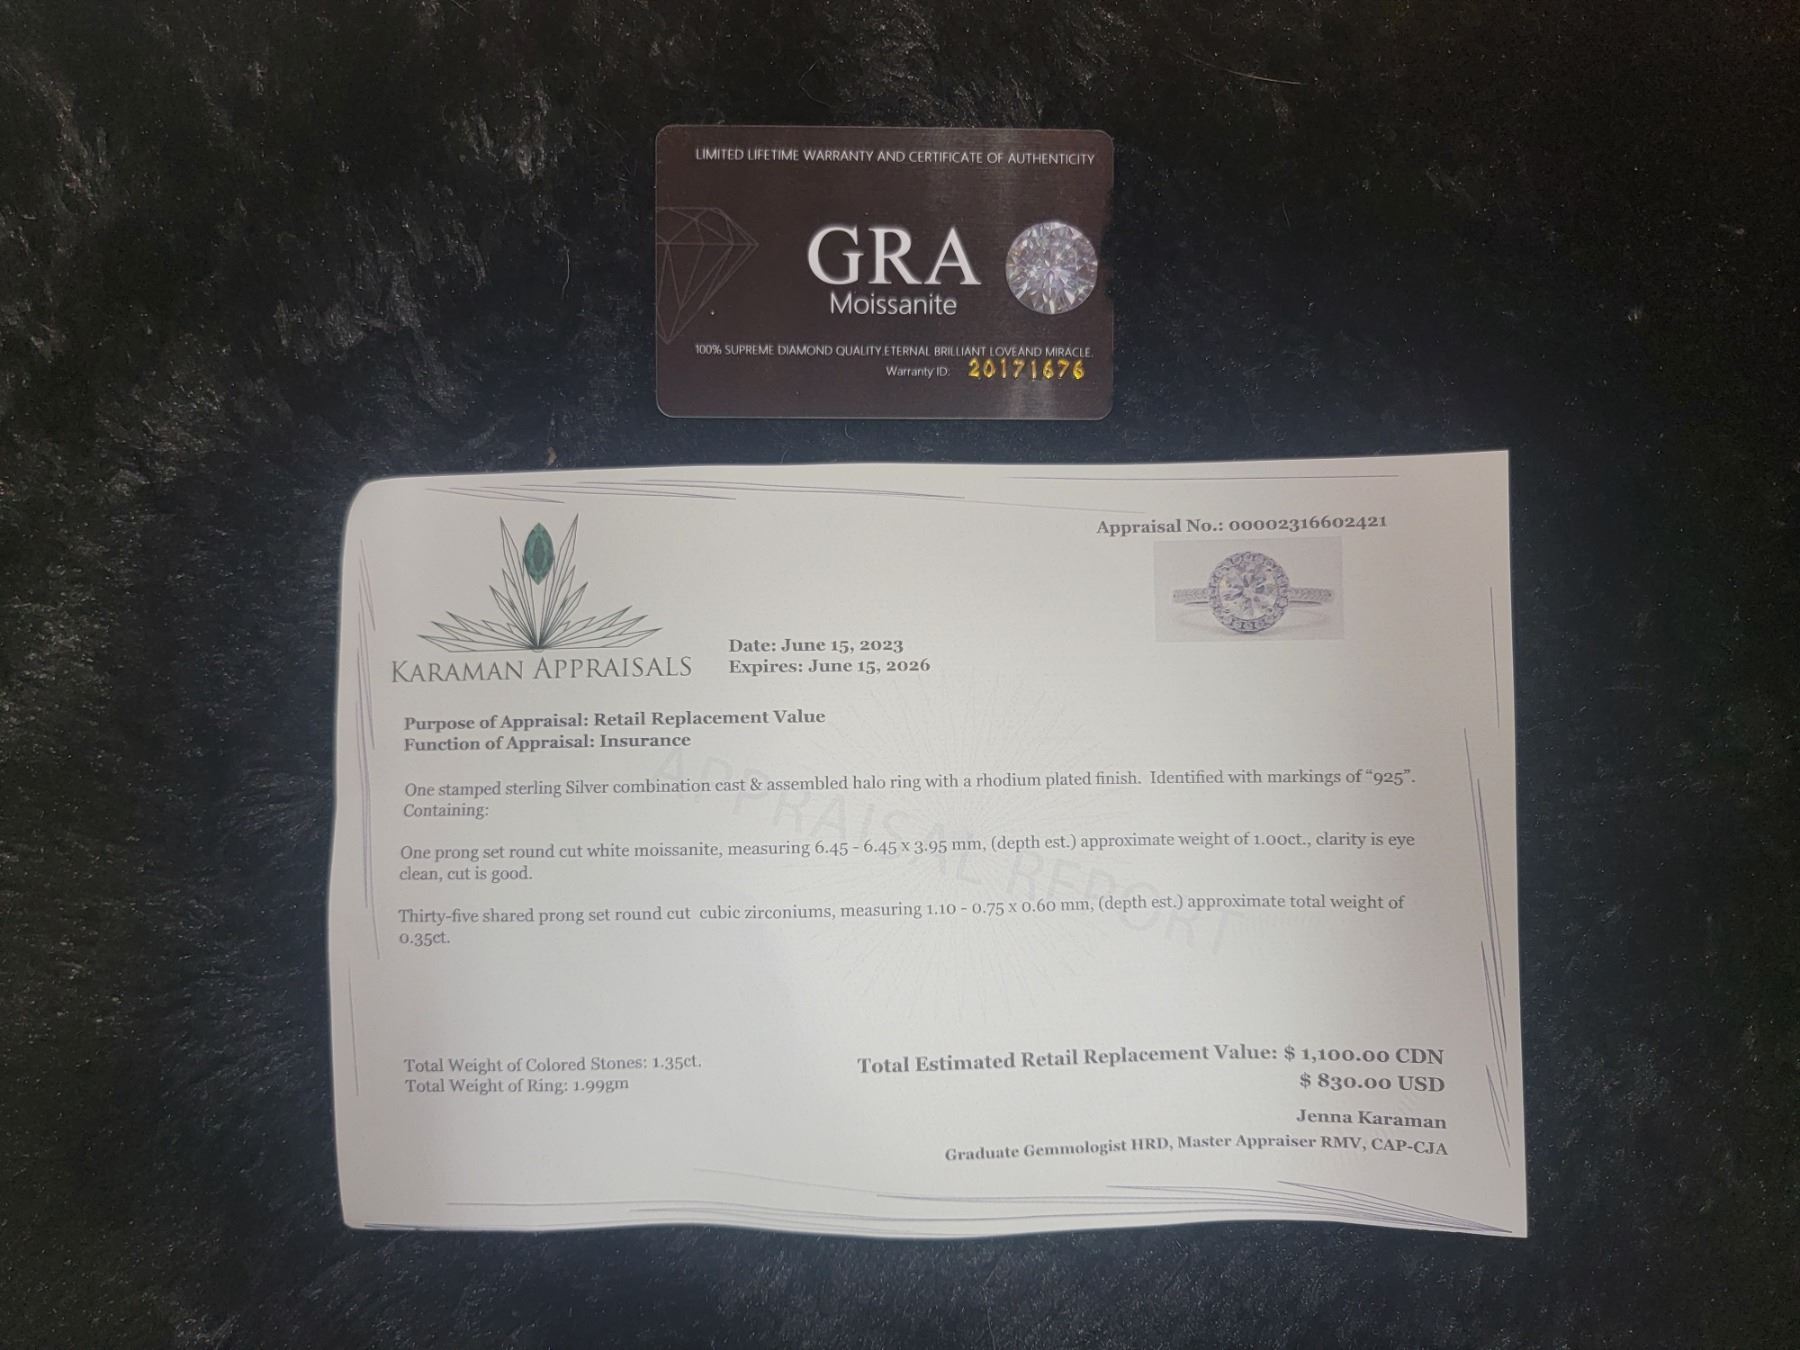 LIMITED LIFETIME WARRANTY AND CERTIFICATE OF AUTHENTICITY
GRA
Moissanite
100% SUPREME DIAMOND QUALITY.ETERNAL BRILLIANT LOVEAND MIRACLE.
Warranty ID: 20171676
Appraisal No.: 00002316602421
KARAMAN APPRAISALS
Date: June 15, 2023
Expires: June 15, 2026
Purpose of Appraisal: Retail Replacement Value
Function of Appraisal: Insurance
APPRAISAL REPORT
One stamped sterling Silver combination cast & assembled halo ring with a rhodium plated finish. Identified with markings of “925”.
Containing:
One prong set round cut white moissanite, measuring 6.45 - 6.45 x 3.95 mm, (depth est.) approximate weight of 1.00ct., clarity is eye
clean, cut is good.
Thirty-five shared prong set round cut cubic zirconiums, measuring 1.10 - 0.75 x 0.60 mm, (depth est.) approximate total weight of
0.35ct.
Total Weight of Colored Stones: 1.35ct.
Total Weight of Ring: 1.99gm
Total Estimated Retail Replacement Value: $ 1,100.00 CDN
$ 830.00 USD
Jenna Karaman
Graduate Gemmologist HRD, Master Appraiser RMV, CAP-CJA